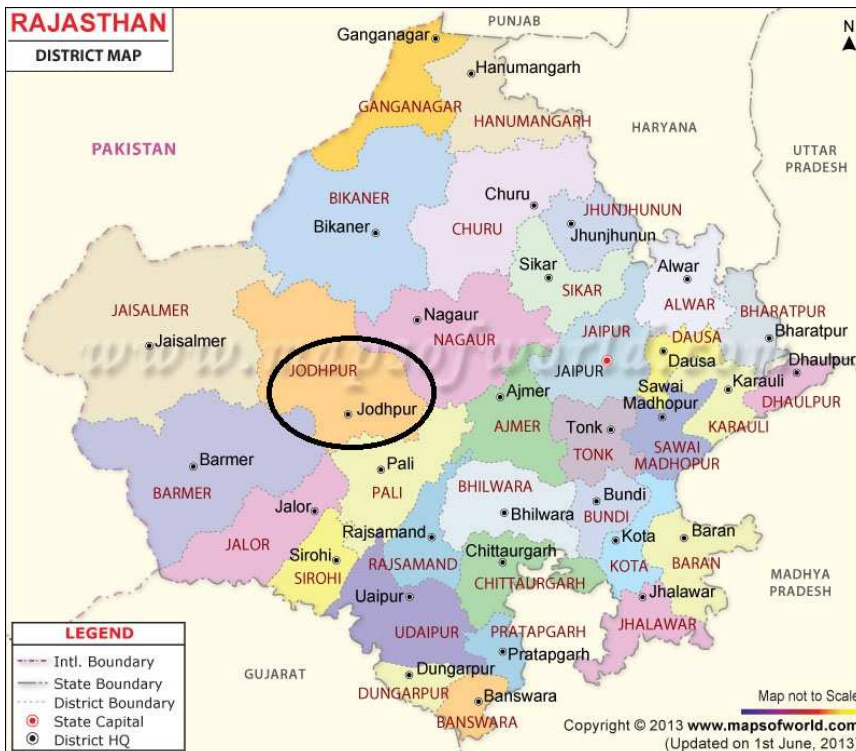 RAJASTHAN
DISTRICT MAP
PUNJAB
N
Ganganagar
Hanumangarh
GANGANAGAR
HANUMANGARH
HARYANA
PAKISTAN
UTTAR
PRADESH
BIKANER
Bikaner
Churu
CHURU
JHUNJHUNUN
Jhunjhunun
Sikar
SIKAR
Alwar
ALWAR
JAISALMER
Jaisalmer
Nagaur
NAGAUR
JAIPUR
JAIPUR
BHARATPUR
Bharatpur
DAUSA
Dausa
www.mapsofworld.com
JODHPUR
Jodhpur
Ajmer
AJMER
Sawai
Madhopur
Karauli
KARAULI
Dhaulpur
DHAULPUR
Tonk
TONK
SAWAI
MADHOPUR
Barmer
BARMER
Pali
PALI
BHILWARA
Bhilwara
Bundi
BUNDI
Jalor
JALOR
Rajsamand
RAJSAMAND
Chittaurgarh
CHITTAURGARH
Kota
KOTA
Baran
BARAN
Sirohi
SIROHI
Uaipur
UDAIPUR
PRATAPGARH
Pratapgarh
Jhalawar
JHALAWAR
MADHYA
PRADESH
GUJARAT
Dungarpur
DUNGARPUR
Banswara
BANSWARA
LEGEND
Intl. Boundary
State Boundary
District Boundary
State Capital
District HQ
Map not to Scale
Copyright © 2013 www.mapsofworld.com
(Updated on 1st June, 2013)